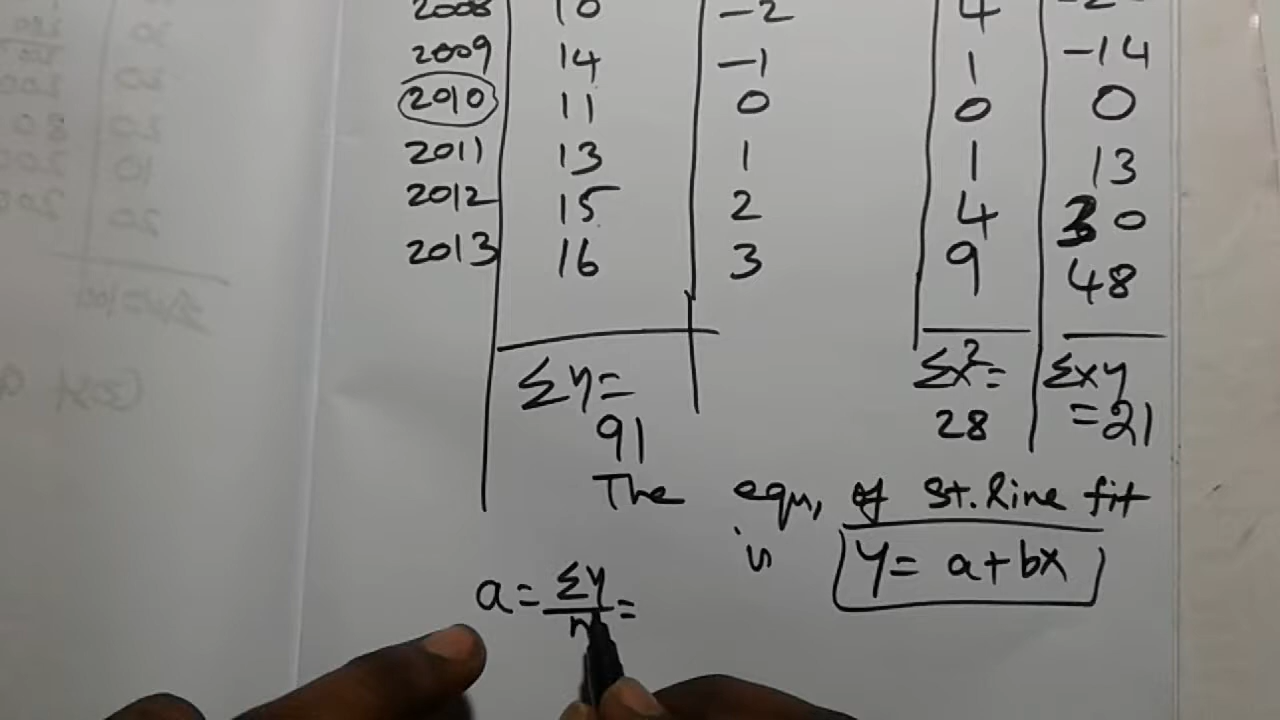 2008 10 -2 4 -2
2009 14 -1 1 -14
2010 11 0 0 0
2011 13 1 1 13
2012 15 2 4 30
2013 16 3 9 48
Σy= Σx²= Σxy
91 28 =21
The equ, of St.line fit
is y= a+bx
a= Σy/n =